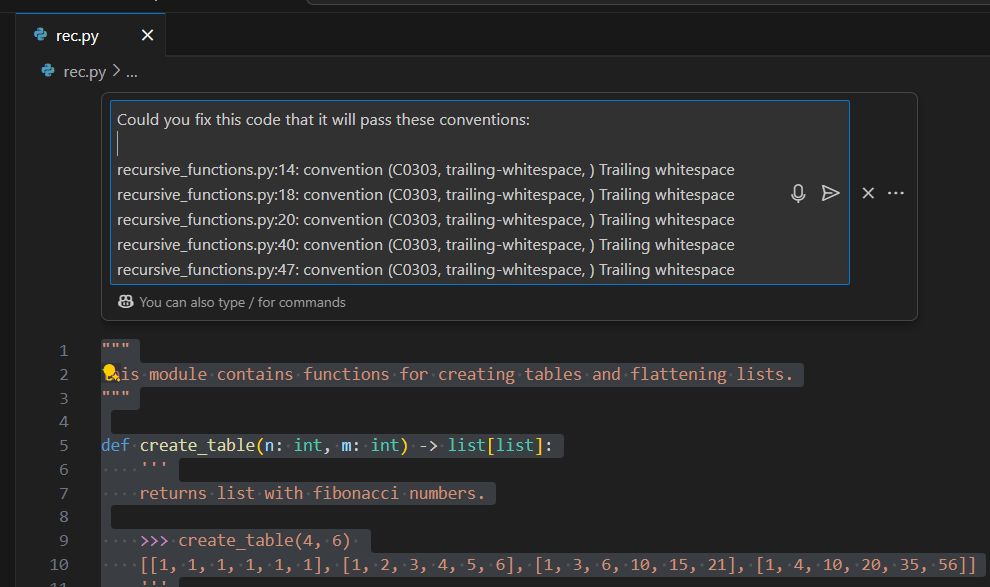 rec.py
rec.py > ...
Could you fix this code that it will pass these conventions:
recursive_functions.py:14: convention (C0303, trailing-whitespace, ) Trailing whitespace
recursive_functions.py:18: convention (C0303, trailing-whitespace, ) Trailing whitespace
recursive_functions.py:20: convention (C0303, trailing-whitespace, ) Trailing whitespace
recursive_functions.py:40: convention (C0303, trailing-whitespace, ) Trailing whitespace
recursive_functions.py:47: convention (C0303, trailing-whitespace, ) Trailing whitespace
You can also type / for commands
1 """
2 is module contains functions for creating tables and flattening lists.
3 """
4
5 def create_table(n: int, m: int) -> list[list]:
6 '''
7 returns list with fibonacci numbers.
8
9 >>> create_table(4, 6)
10 [[1, 1, 1, 1, 1, 1], [1, 2, 3, 4, 5, 6], [1, 3, 6, 10, 15, 21], [1, 4, 10, 20, 35, 56]]